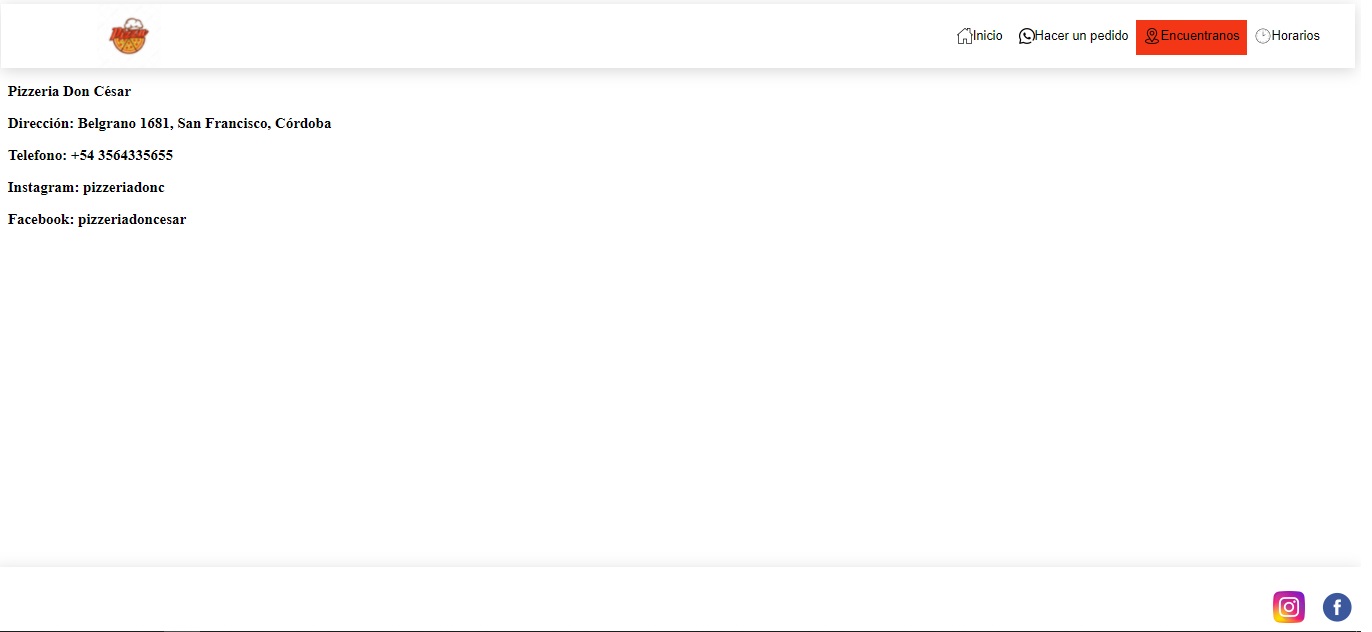 Inicio
Hacer un pedido
Encuentranos
Horarios
Pizzeria Don César
Dirección: Belgrano 1681, San Francisco, Córdoba
Telefono: +54 3564335655
Instagram: pizzeriadonc
Facebook: pizzeriadoncesar